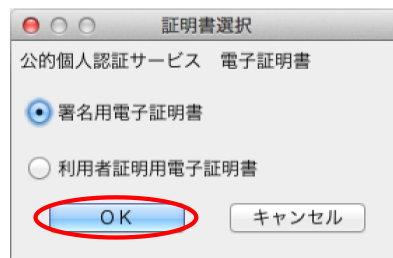 証明書選択
公的個人認証サービス　電子証明書
署名用電子証明書
利用者証明用電子証明書
ＯＫ
キャンセル